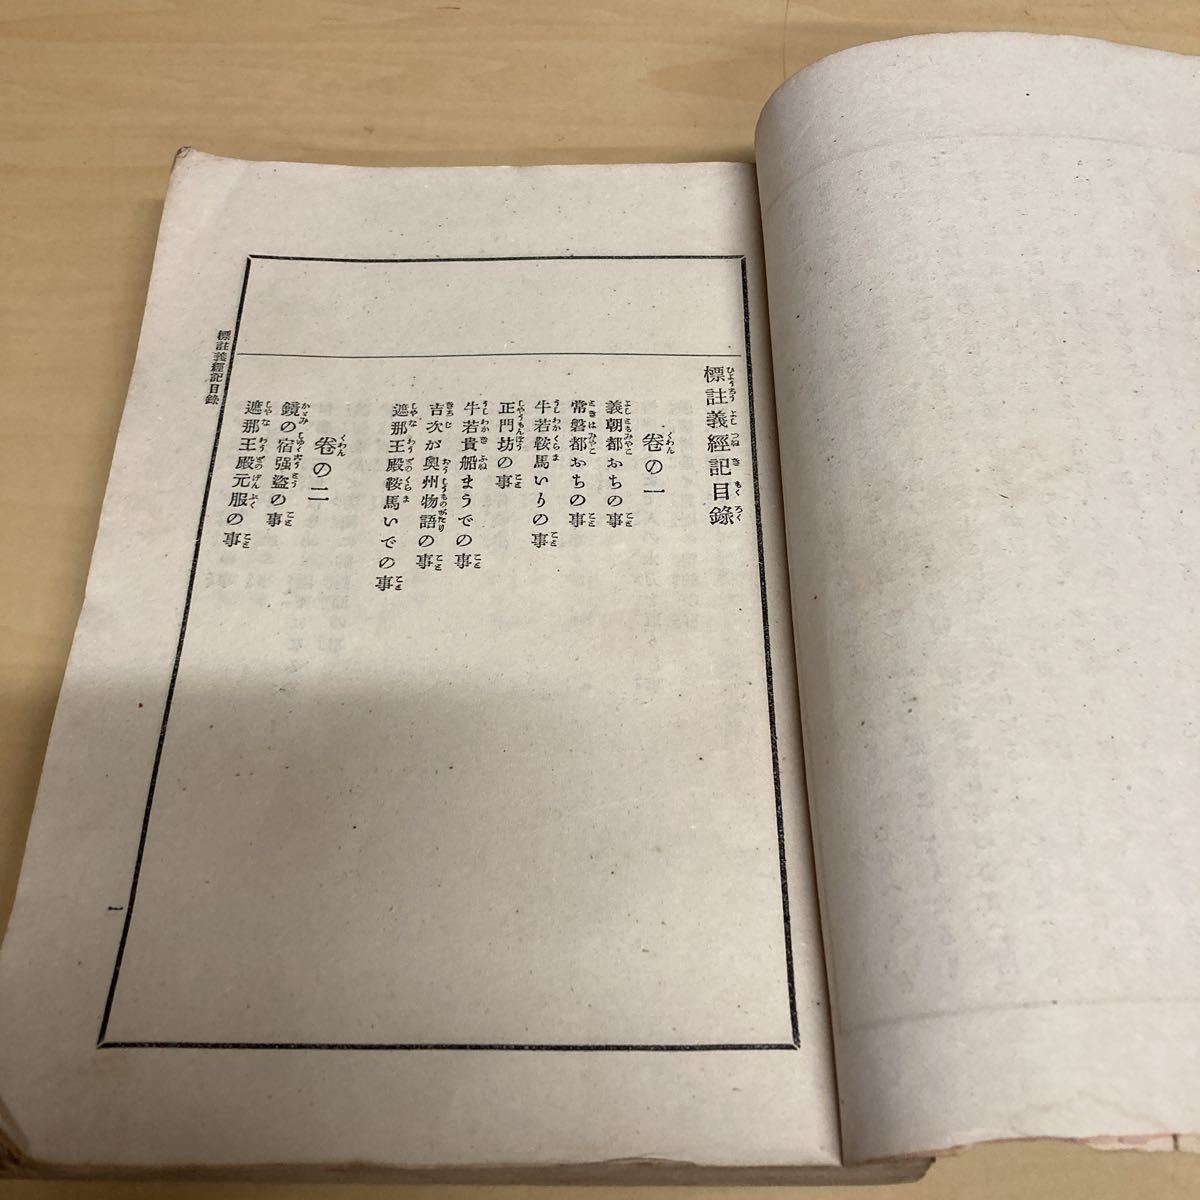 標註義經記目錄
卷の一
義朝都おちの事
常磐都おちの事
牛若鞍馬いりの事
正門坊の事
牛若貴船まうでの事
吉次が奥州物語の事
遮那王殿鞍馬いでの事
卷の二
鏡の宿強盜の事
遮那王殿元服の事
標註義經記目錄
一